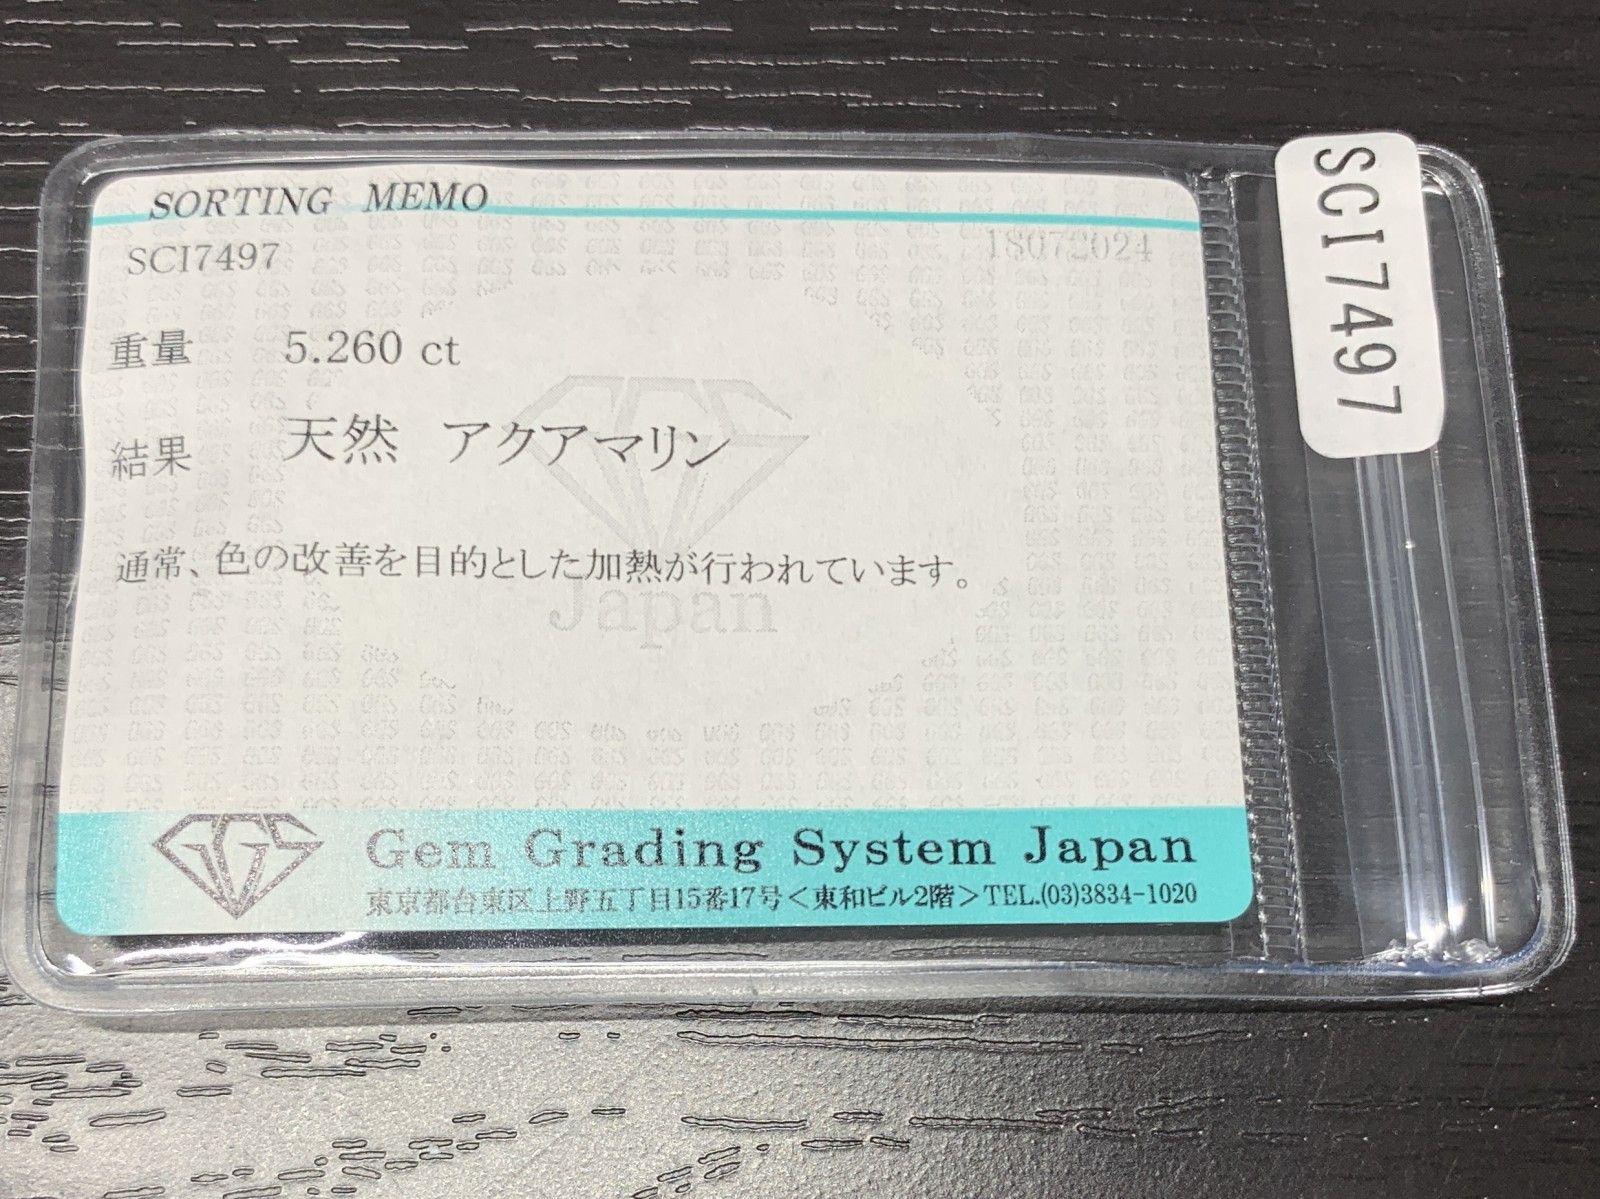 SORTING MEMO
SCI7497 18072024
重量 5.260 ct
結果 天然 アクアマリン
通常、色の改善を目的とした加熱が行われています。
Japan
GGS Gem Grading System Japan
東京都台東区上野五丁目15番17号<東和ビル2階>TEL.(03)3834-1020
SCI7497